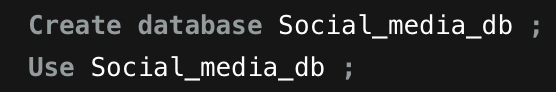 Create database Social_media_db ;
Use Social_media_db ;